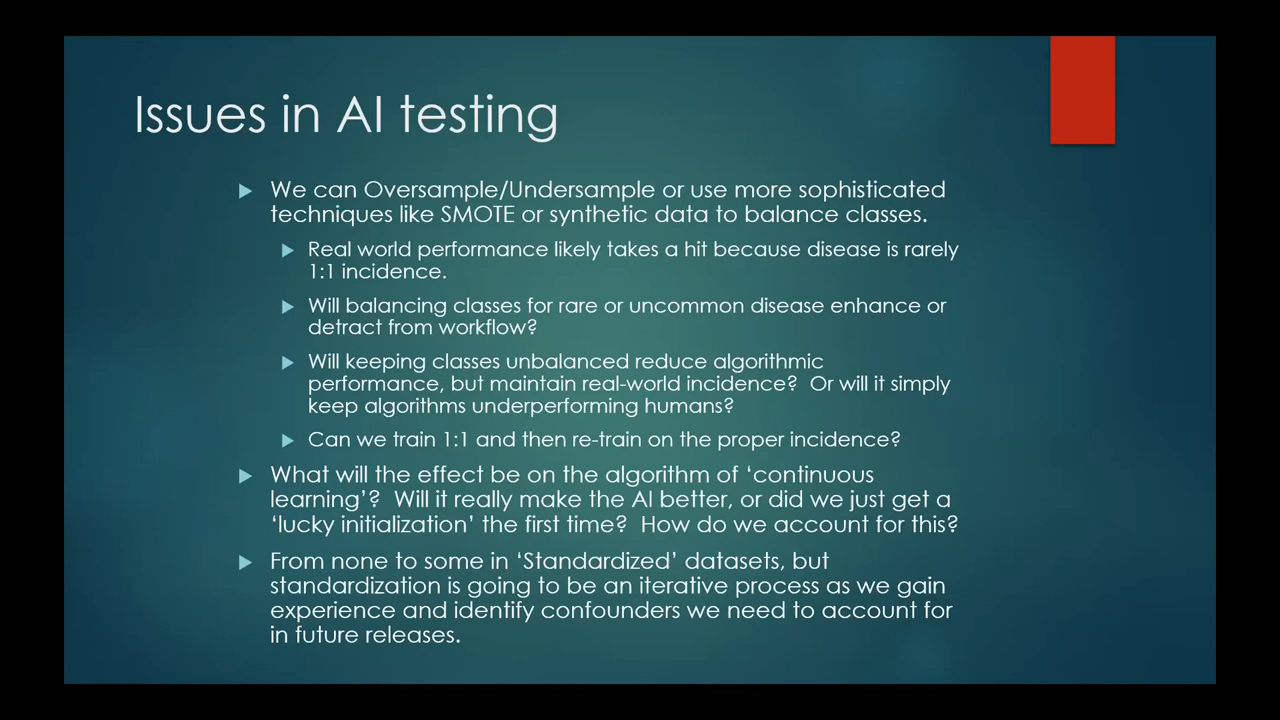 Issues in AI testing
We can Oversample/Undersample or use more sophisticated
techniques like SMOTE or synthetic data to balance classes.
Real world performance likely takes a hit because disease is rarely
1:1 incidence.
Will balancing classes for rare or uncommon disease enhance or
detract from workflow?
Will keeping classes unbalanced reduce algorithmic
performance, but maintain real-world incidence?  Or will it simply
keep algorithms underperforming humans?
Can we train 1:1 and then re-train on the proper incidence?
What will the effect be on the algorithm of ‘continuous
learning’?  Will it really make the AI better, or did we just get a
‘lucky initialization’ the first time?  How do we account for this?
From none to some in ‘Standardized’ datasets, but
standardization is going to be an iterative process as we gain
experience and identify confounders we need to account for
in future releases.